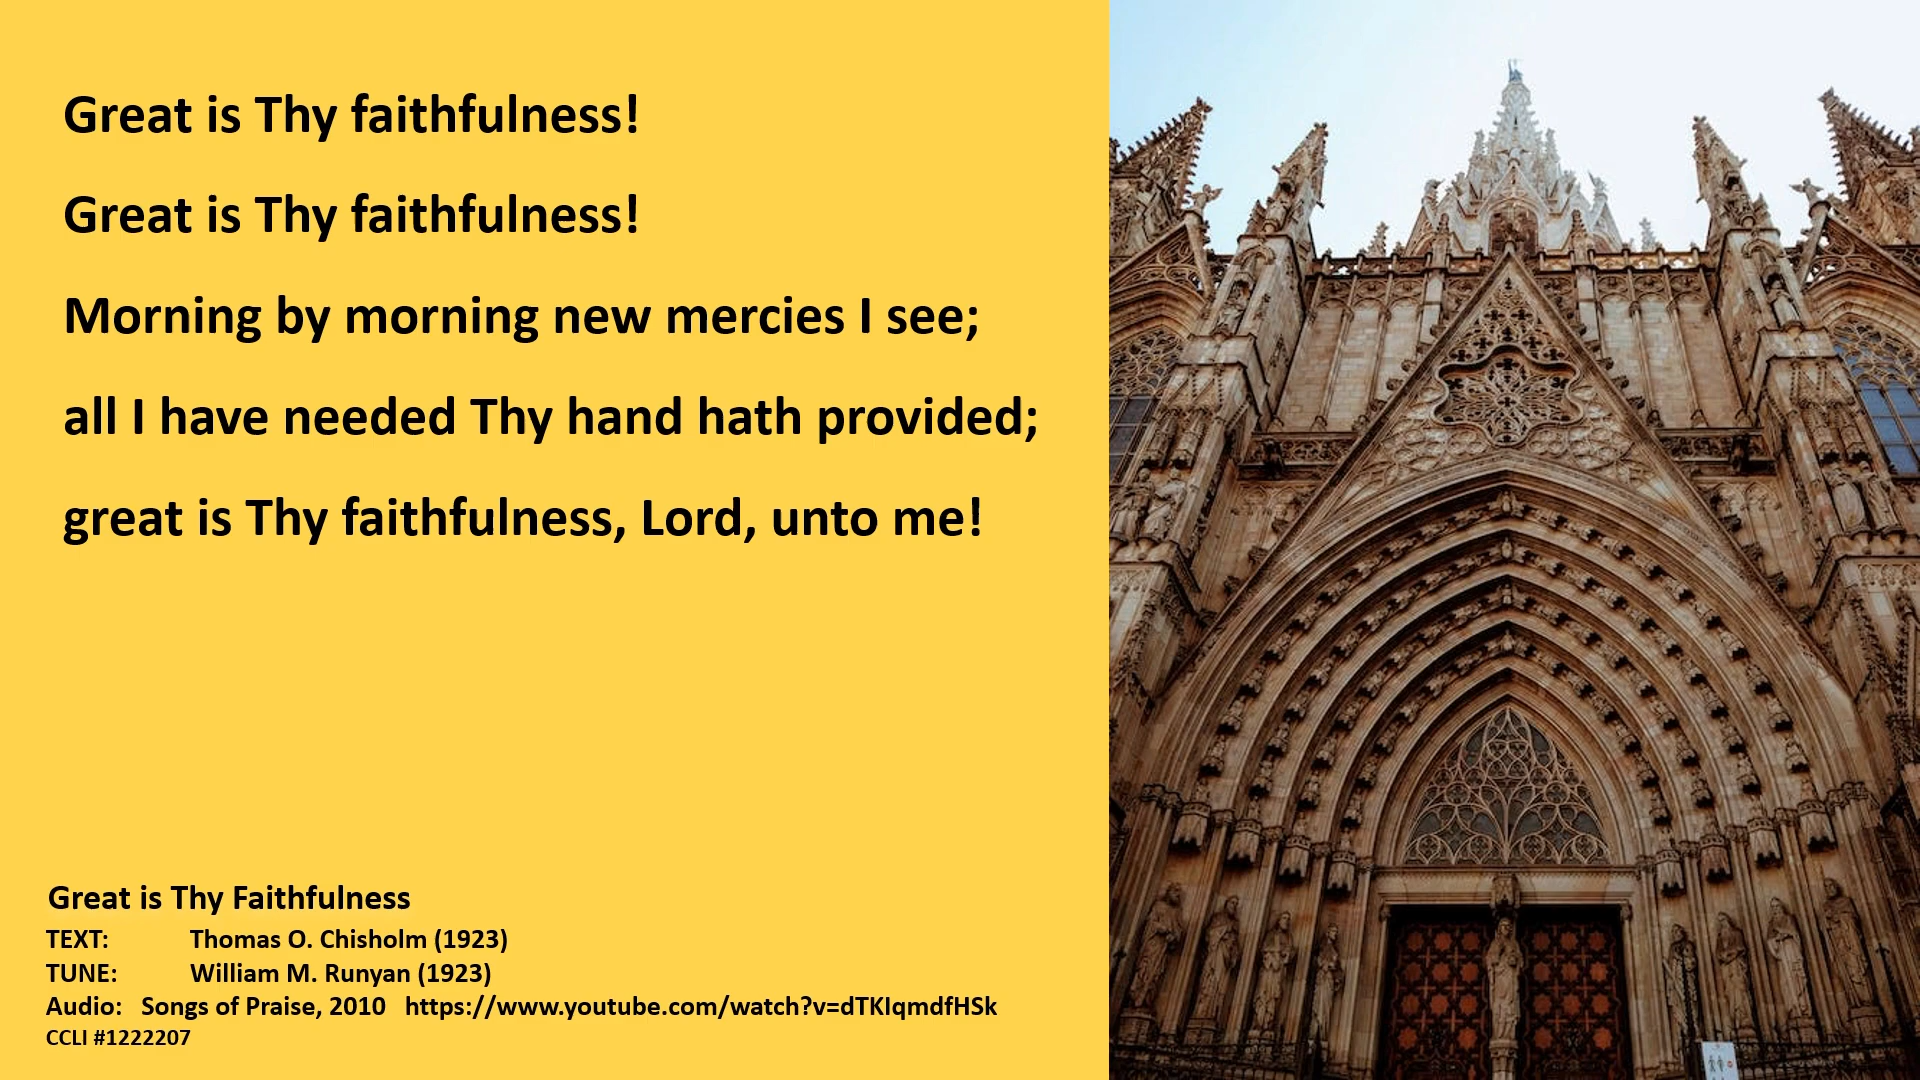 Great is Thy faithfulness!
Great is Thy faithfulness!
Morning by morning new mercies I see;
all I have needed Thy hand hath provided;
great is Thy faithfulness, Lord, unto me!
Great is Thy Faithfulness
TEXT: Thomas O. Chisholm (1923)
TUNE: William M. Runyan (1923)
Audio: Songs of Praise, 2010 https://www.youtube.com/watch?v=dTKIqmdfHSk
CCLI #1222207